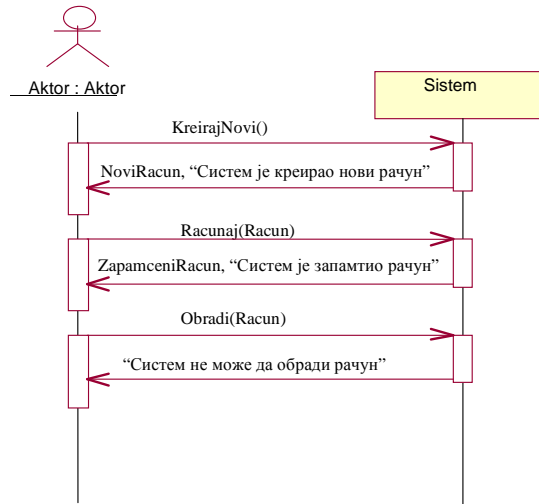 Aktor : Aktor
Sistem
KreirajNovi()
NoviRacun, “Систем је креирао нови рачун”
Racunaj(Racun)
ZapamceniRacun, “Систем је запамтио рачун”
Obradi(Racun)
“Систем не може да обради рачун”